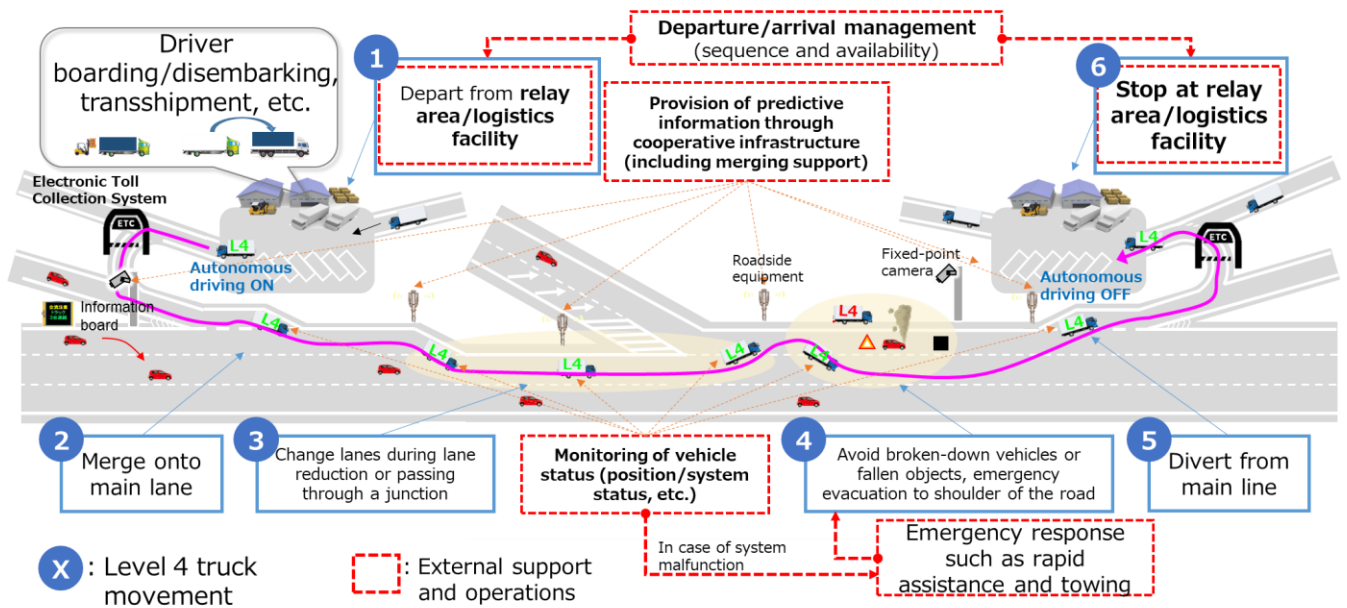 Driver
boarding/disembarking,
transshipment, etc.
1
Depart from relay
area/logistics
facility
Departure/arrival management
(sequence and availability)
Provision of predictive
information through
cooperative infrastructure
(including merging support)
6
Stop at relay
area/logistics
facility
Electronic Toll
Collection System
ETC
L4
Autonomous
driving ON
Information
board
Roadside
equipment
Fixed-point
camera
ETC
L4
Autonomous
driving OFF
L4
L4
L4
L4
L4
L4
L4
2
Merge onto
main lane
3
Change lanes during lane
reduction or passing
through a junction
Monitoring of vehicle
status (position/system
status, etc.)
4
Avoid broken-down vehicles or
fallen objects, emergency
evacuation to shoulder of the road
5
Divert from
main line
In case of system
malfunction
Emergency response
such as rapid
assistance and towing
X : Level 4 truck
movement
: External support
and operations